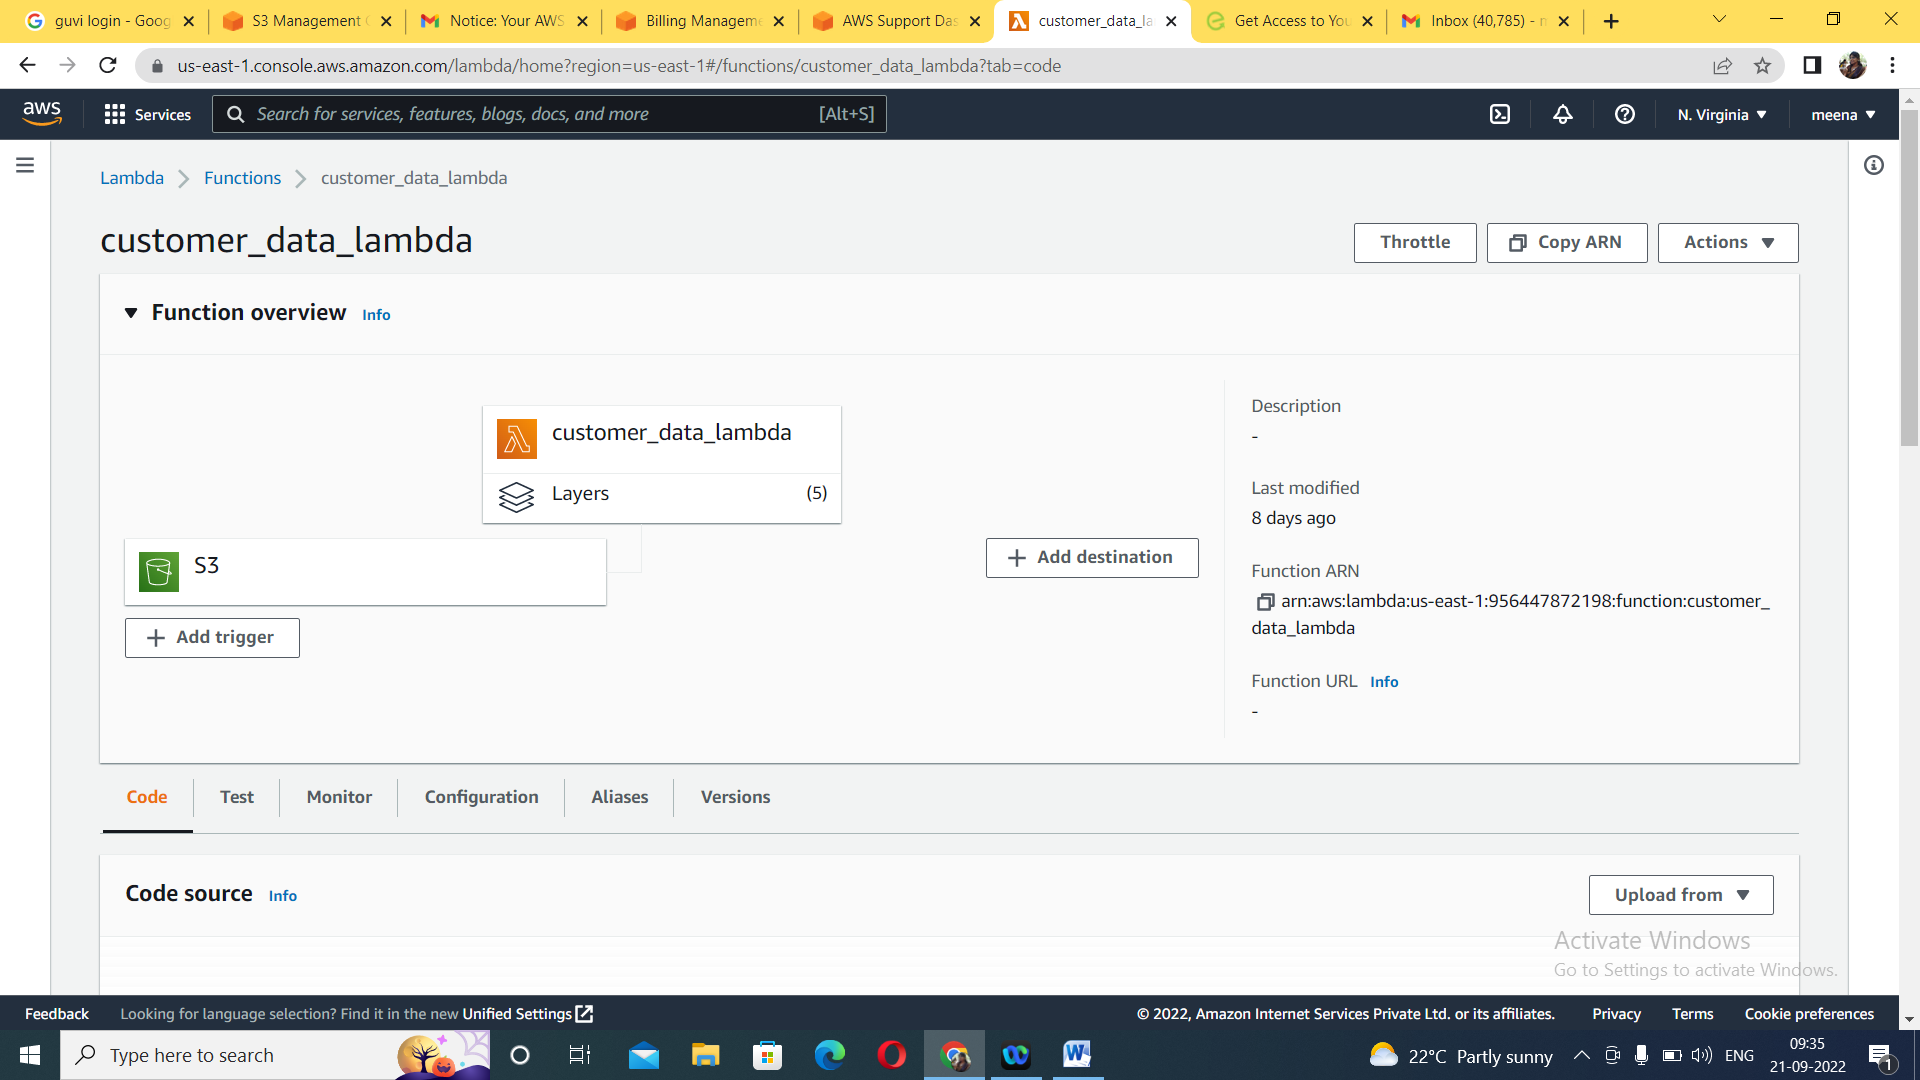 guvi login - Goog
S3 Management C
Notice: Your AWS
Billing Manageme
AWS Support Das
customer_data_la
Get Access to You
Inbox (40,785) - m
us-east-1.console.aws.amazon.com/lambda/home?region=us-east-1#/functions/customer_data_lambda?tab=code
aws
Services
Search for services, features, blogs, docs, and more
[Alt+S]
N. Virginia
meena
Lambda
Functions
customer_data_lambda
customer_data_lambda
Throttle
Copy ARN
Actions
Function overview
Info
customer_data_lambda
Layers
(5)
S3
Add trigger
Add destination
Description
-
Last modified
8 days ago
Function ARN
arn:aws:lambda:us-east-1:956447872198:function:customer_
data_lambda
Function URL Info
-
Code
Test
Monitor
Configuration
Aliases
Versions
Code source
Info
Upload from
Activate Windows
Go to Settings to activate Windows.
Feedback
Looking for language selection? Find it in the new Unified Settings
© 2022, Amazon Internet Services Private Ltd. or its affiliates.
Privacy
Terms
Cookie preferences
Type here to search
22°C Partly sunny
ENG
09:35
21-09-2022
1